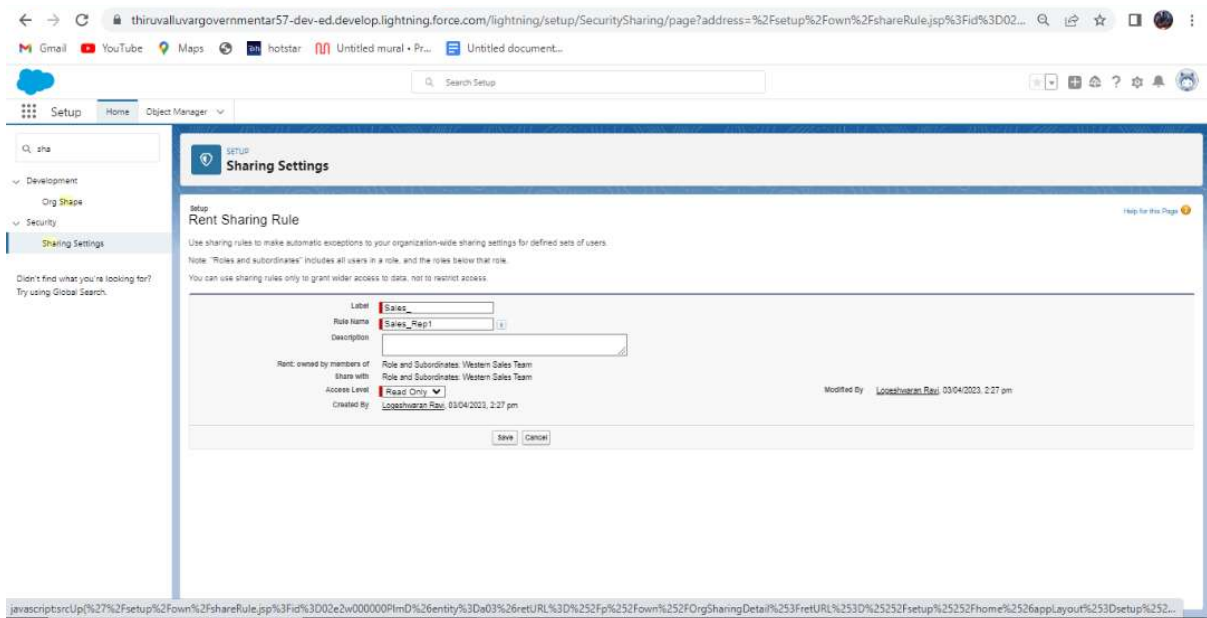 thiruvalluvargovernmentar57-dev-ed.develop.lightning.force.com/lightning/setup/SecuritySharing/page?address=%2Fsetup%2Fown%2FshareRule.jsp%3Fid%3D02...
Gmail YouTube Maps hotstar Untitled mural • Pr... Untitled document...
Search Setup
Setup Home Object Manager
sha
SETUP
Sharing Settings
Development
Org Shape
Security
Sharing Settings
Didn't find what you're looking for?
Try using Global Search.
Setup
Rent Sharing Rule
Help for this Page
Use sharing rules to make automatic exceptions to your organization-wide sharing settings for defined sets of users.
Note: "Roles and subordinates" includes all users in a role, and the roles below that role.
You can use sharing rules only to grant wider access to data, not to restrict access.
Label Sales_
Rule Name Sales_Rep1
Description
Rent: owned by members of Role and Subordinates: Western Sales Team
Share with Role and Subordinates: Western Sales Team
Access Level Read Only
Created By Logeshwaran Ravi, 03/04/2023, 2:27 pm Modified By Logeshwaran Ravi, 03/04/2023, 2:27 pm
Save Cancel
javascript:srcUp(%27%2Fsetup%2Fown%2FshareRule.jsp%3Fid%3D02e2w000000PlmD%26entity%3Da03%26retURL%3D%252Fp%252Fown%252FOrgSharingDetail%253FretURL%253D%25252Fsetup%25252Fhome%2526appLayout%253Dsetup%252...